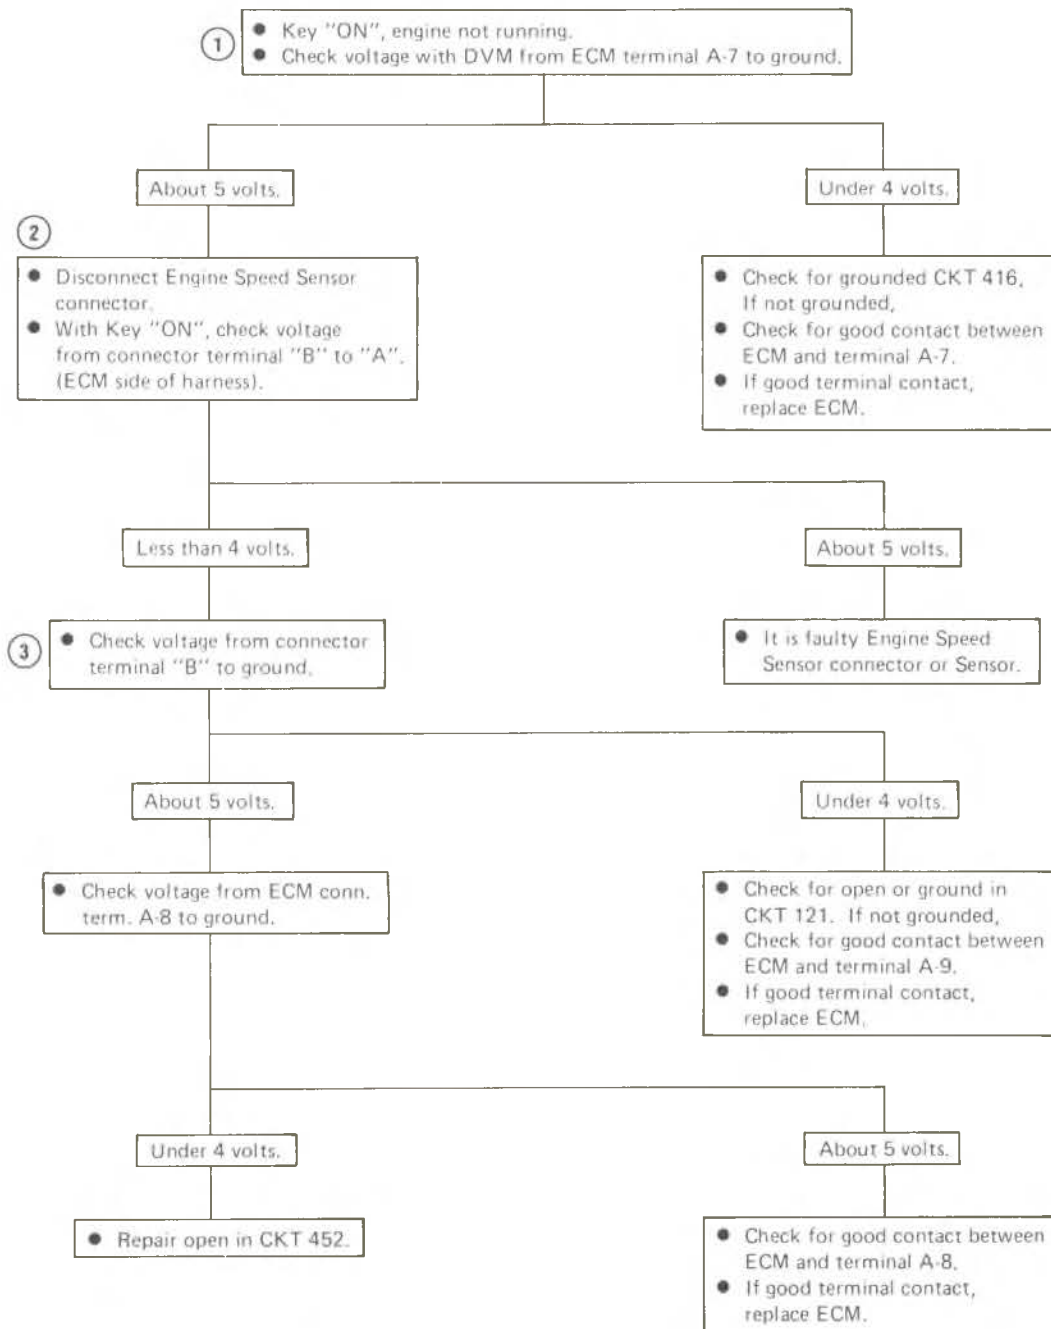 1
● Key "ON", engine not running.
● Check voltage with DVM from ECM terminal A-7 to ground.
About 5 volts.
Under 4 volts.
2
● Disconnect Engine Speed Sensor
connector.
● With Key "ON", check voltage
from connector terminal "B" to "A".
(ECM side of harness).
● Check for grounded CKT 416,
If not grounded,
● Check for good contact between
ECM and terminal A-7.
● If good terminal contact,
replace ECM.
Less than 4 volts.
About 5 volts.
3
● Check voltage from connector
terminal "B" to ground.
● It is faulty Engine Speed
Sensor connector or Sensor.
About 5 volts.
Under 4 volts.
● Check voltage from ECM conn.
term. A-8 to ground.
● Check for open or ground in
CKT 121. If not grounded,
● Check for good contact between
ECM and terminal A-9.
● If good terminal contact,
replace ECM.
Under 4 volts.
About 5 volts.
● Repair open in CKT 452.
● Check for good contact between
ECM and terminal A-8.
● If good terminal contact,
replace ECM.